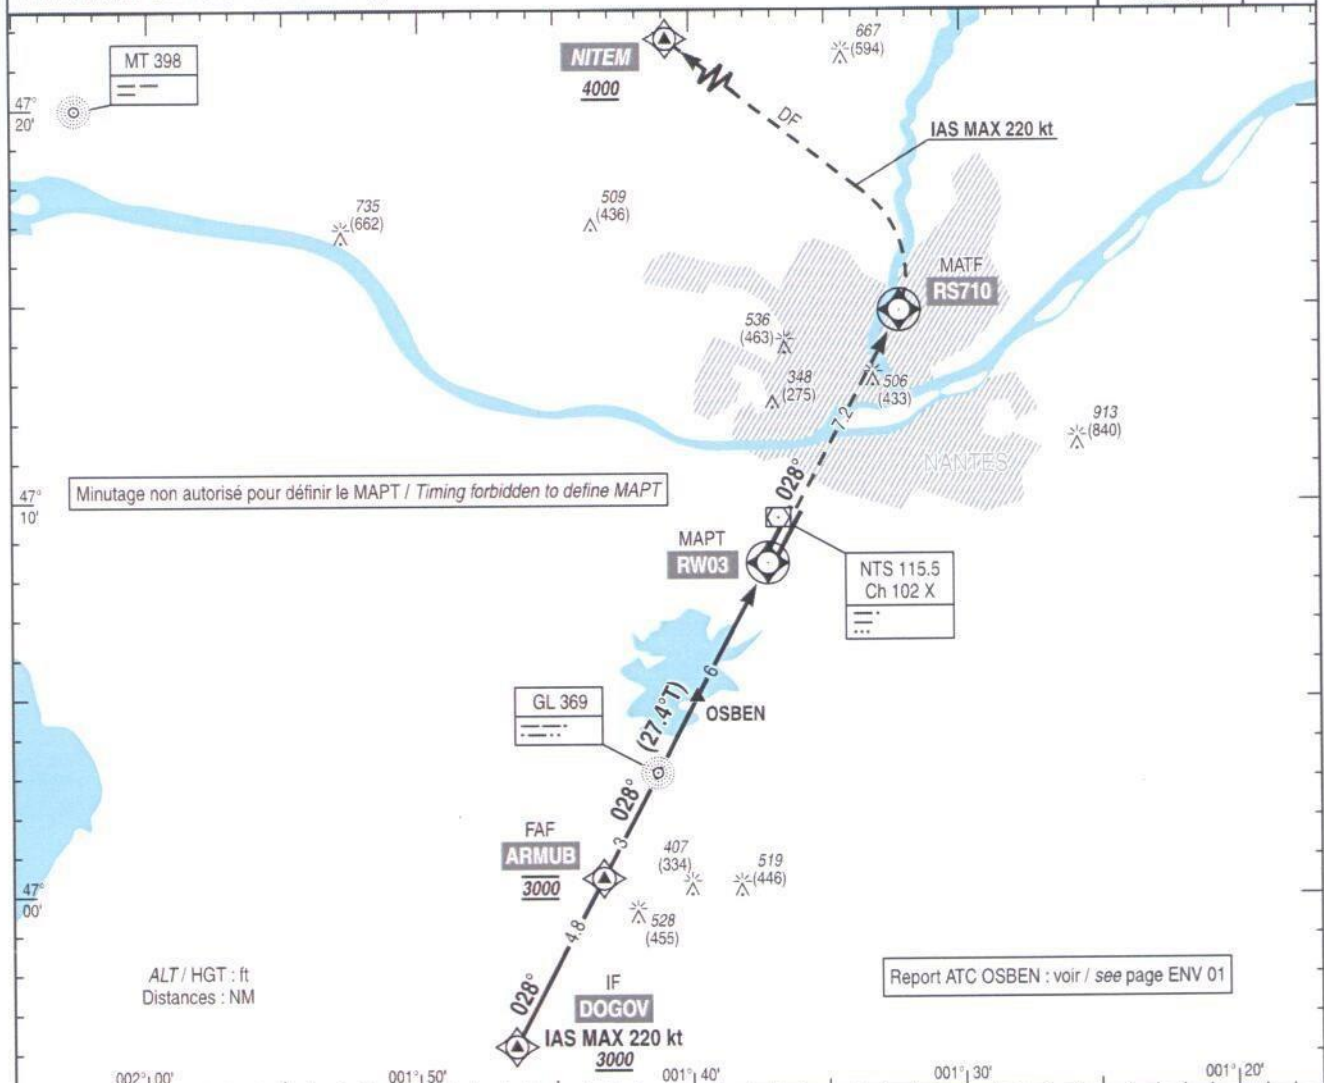 667
(594)
MT 398
NITEM
4000
47°
20'
DF
IAS MAX 220 kt
735
(662)
509
(436)
MATF
RS710
536
(463)
348
(275)
506
(433)
7.2
913
(840)
NANTES
028°
Minutage non autorisé pour définir le MAPT / Timing forbidden to define MAPT
47°
10'
MAPT
RW03
NTS 115.5
Ch 102 X
6
GL 369
(27.4°T)
OSBEN
028°
FAF
ARMUB
3000
3
407
(334)
519
(446)
47°
00'
528
(455)
4.8
ALT / HGT : ft
Distances : NM
Report ATC OSBEN : voir / see page ENV 01
028°
IF
DOGOV
IAS MAX 220 kt
3000
002° 00'
001° 50'
001° 40'
001° 30'
001° 20'